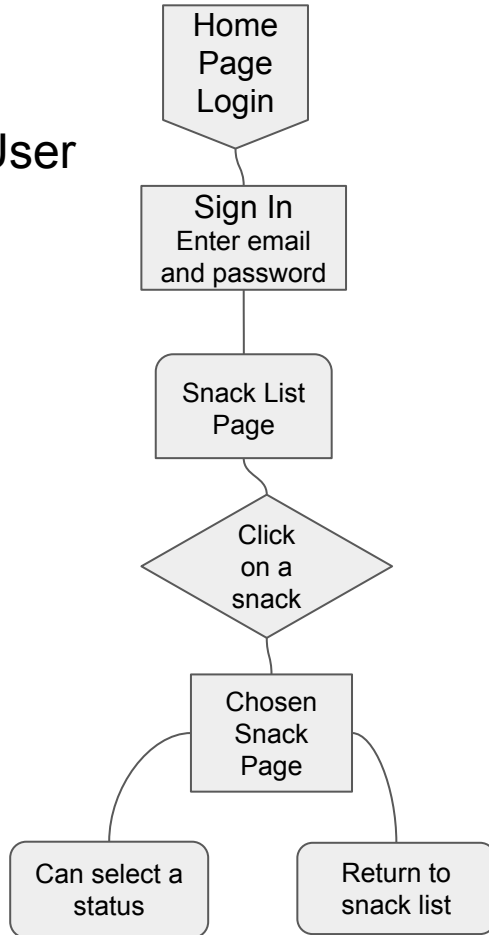 Home
Page
Login
User
Sign In
Enter email
and password
Snack List
Page
Click
on a
snack
Chosen
Snack
Page
Can select a
status
Return to
snack list